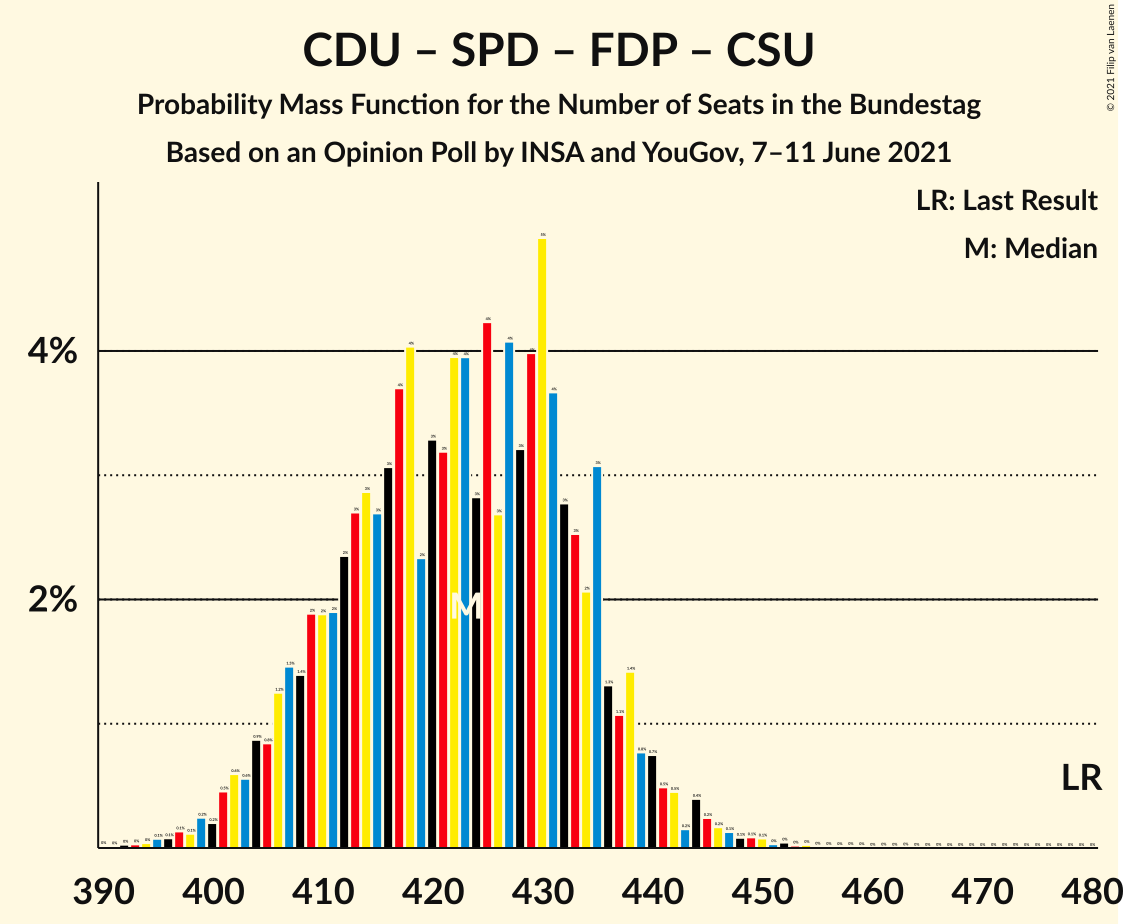 CDU – SPD – FDP – CSU
Probability Mass Function for the Number of Seats in the Bundestag
Based on an Opinion Poll by INSA and YouGov, 7–11 June 2021
© 2021 Filip van Laenen
LR: Last Result
M: Median
4%
2%
M
LR
390 400 410 420 430 440 450 460 470 480